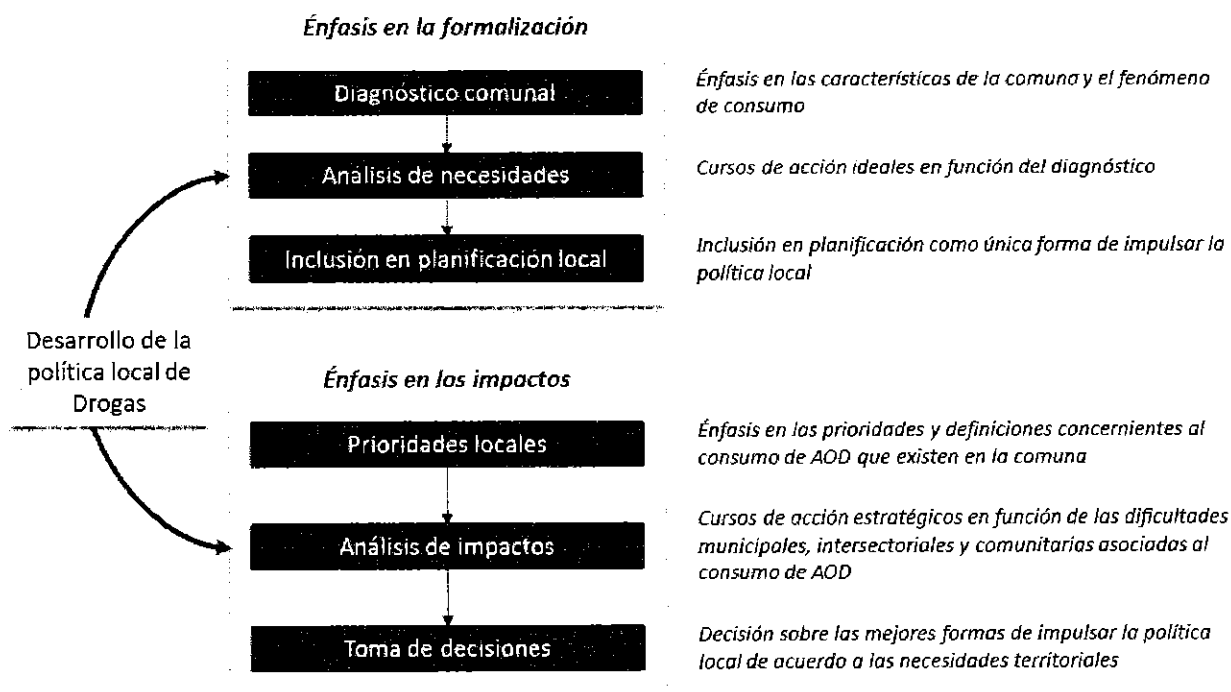 Énfasis en la formalización
Diagnóstico comunal
Énfasis en las características de la comuna y el fenómeno
de consumo
Análisis de necesidades
Cursos de acción ideales en función del diagnóstico
Inclusión en planificación local
Inclusión en planificación como única forma de impulsar la
política local
Desarrollo de la
política local de
Drogas
Énfasis en los impactos
Prioridades locales
Énfasis en las prioridades y definiciones concernientes al
consumo de AOD que existen en la comuna
Análisis de impactos
Cursos de acción estratégicos en función de las dificultades
municipales, intersectoriales y comunitarias asociadas al
consumo de AOD
Toma de decisiones
Decisión sobre las mejores formas de impulsar la política
local de acuerdo a las necesidades territoriales